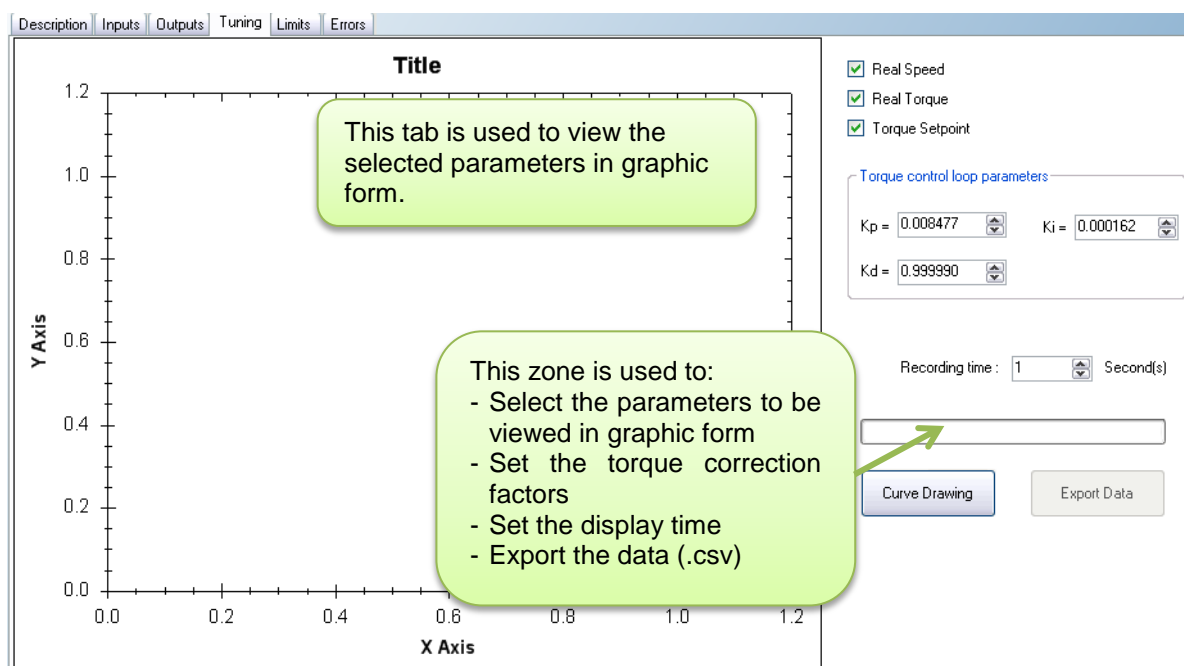 Description Inputs Outputs Tuning Limits Errors
Title
1.2
1.0
0.8
0.6
0.4
0.2
0.0
Y Axis
0.0 0.2 0.4 0.6 0.8 1.0 1.2
X Axis
This tab is used to view the
selected parameters in graphic
form.
This zone is used to:
- Select the parameters to be
viewed in graphic form
- Set the torque correction
factors
- Set the display time
- Export the data (.csv)
Real Speed
Real Torque
Torque Setpoint
Torque control loop parameters
Kp = 0.008477 Ki = 0.000162
Kd = 0.999990
Recording time : 1 Second(s)
Curve Drawing Export Data